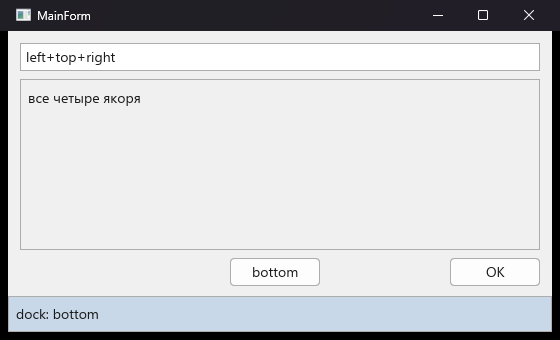 MainForm
left+top+right
все четыре якоря
bottom
OK
dock: bottom